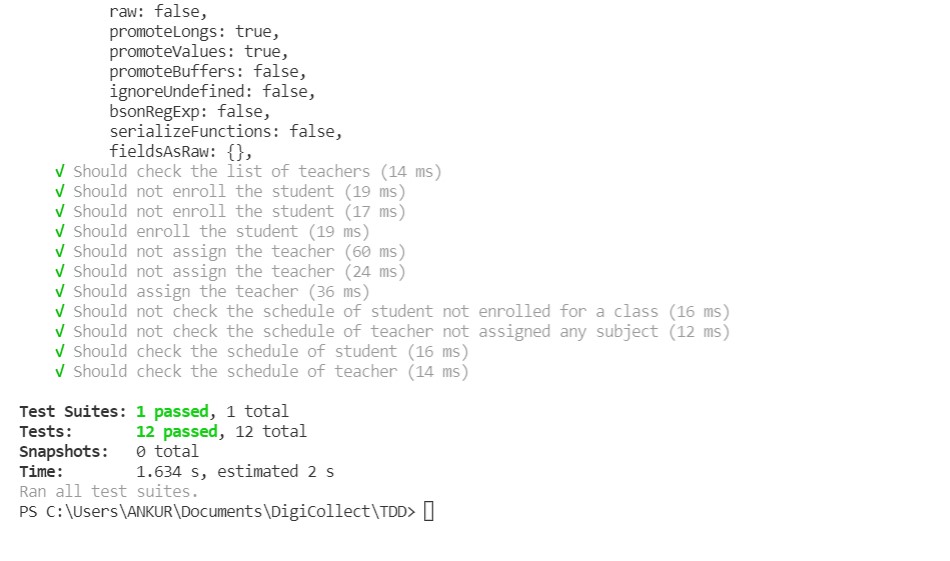 raw: false,
promoteLongs: true,
promoteValues: true,
promoteBuffers: false,
ignoreUndefined: false,
bsonRegExp: false,
serializeFunctions: false,
fieldsAsRaw: {},
√ Should check the list of teachers (14 ms)
√ Should not enroll the student (19 ms)
√ Should not enroll the student (17 ms)
√ Should enroll the student (19 ms)
√ Should not assign the teacher (60 ms)
√ Should not assign the teacher (24 ms)
√ Should assign the teacher (36 ms)
√ Should not check the schedule of student not enrolled for a class (16 ms)
√ Should not check the schedule of teacher not assigned any subject (12 ms)
√ Should check the schedule of student (16 ms)
√ Should check the schedule of teacher (14 ms)
Test Suites: 1 passed, 1 total
Tests: 12 passed, 12 total
Snapshots: 0 total
Time: 1.634 s, estimated 2 s
Ran all test suites.
PS C:\Users\ANKUR\Documents\DigiCollect\TDD>